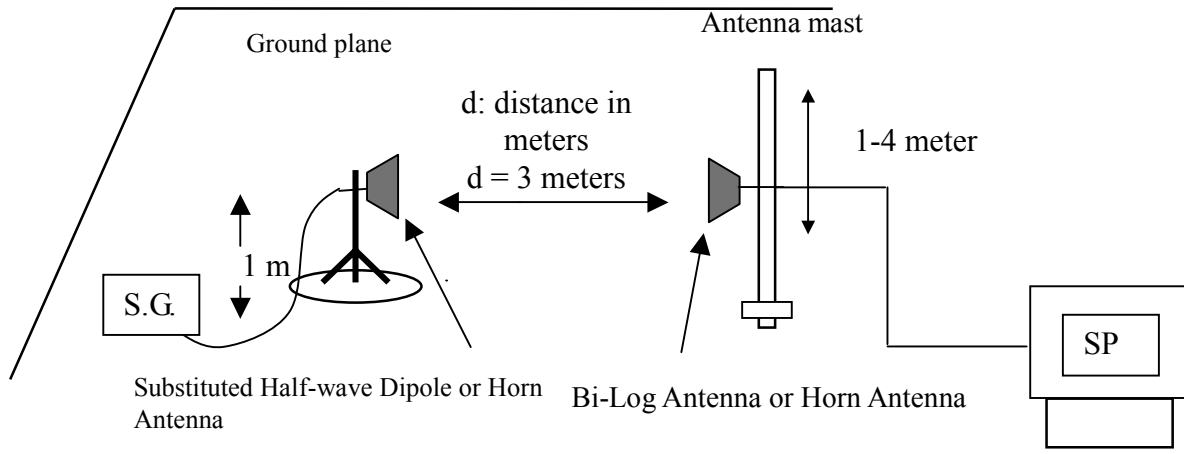 Ground plane
Antenna mast
d: distance in
meters
d = 3 meters
1-4 meter
1 m
S.G.
SP
Substituted Half-wave Dipole or Horn
Antenna
Bi-Log Antenna or Horn Antenna